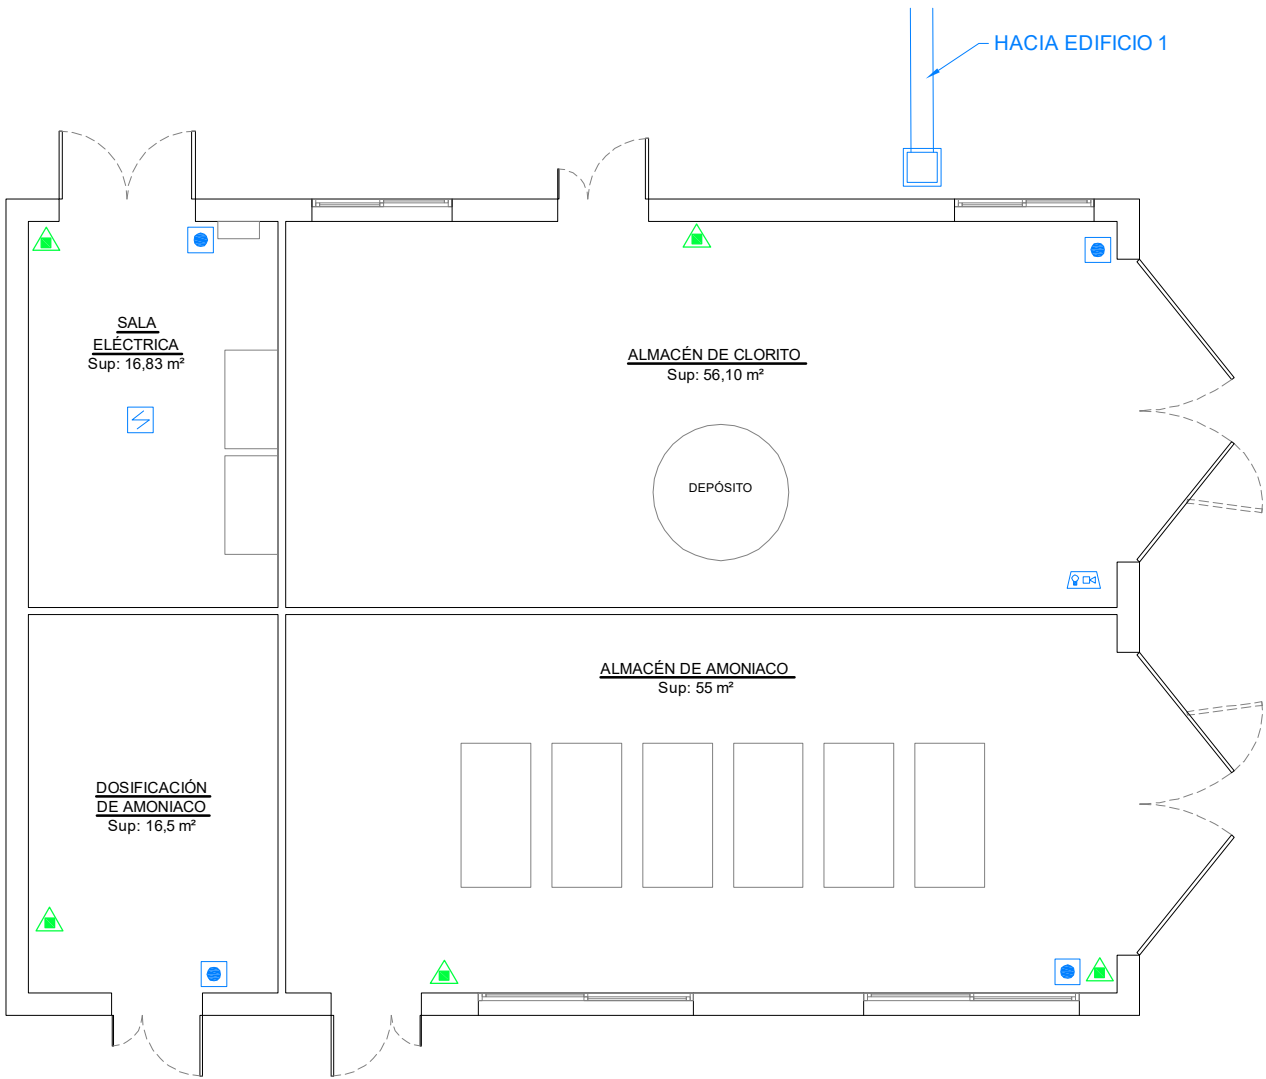 HACIA EDIFICIO 1
SALA
ELÉCTRICA
Sup: 16,83 m²
ALMACÉN DE CLORITO
Sup: 56,10 m²
DEPÓSITO
ALMACÉN DE AMONIACO
Sup: 55 m²
DOSIFICACIÓN
DE AMONIACO
Sup: 16,5 m²